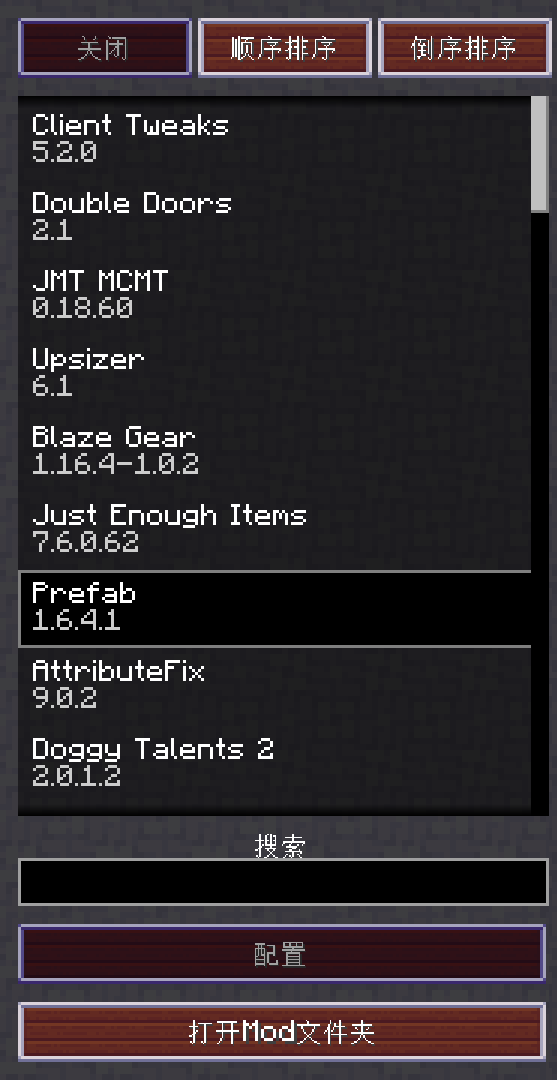 关闭 顺序排序 倒序排序
Client Tweaks
5.2.0
Double Doors
2.1
JMT MCMT
0.18.60
Upsizer
6.1
Blaze Gear
1.16.4-1.0.2
Just Enough Items
7.6.0.62
Prefab
1.6.4.1
AttributeFix
9.0.2
Doggy Talents 2
2.0.1.2
搜索
配置
打开Mod文件夹